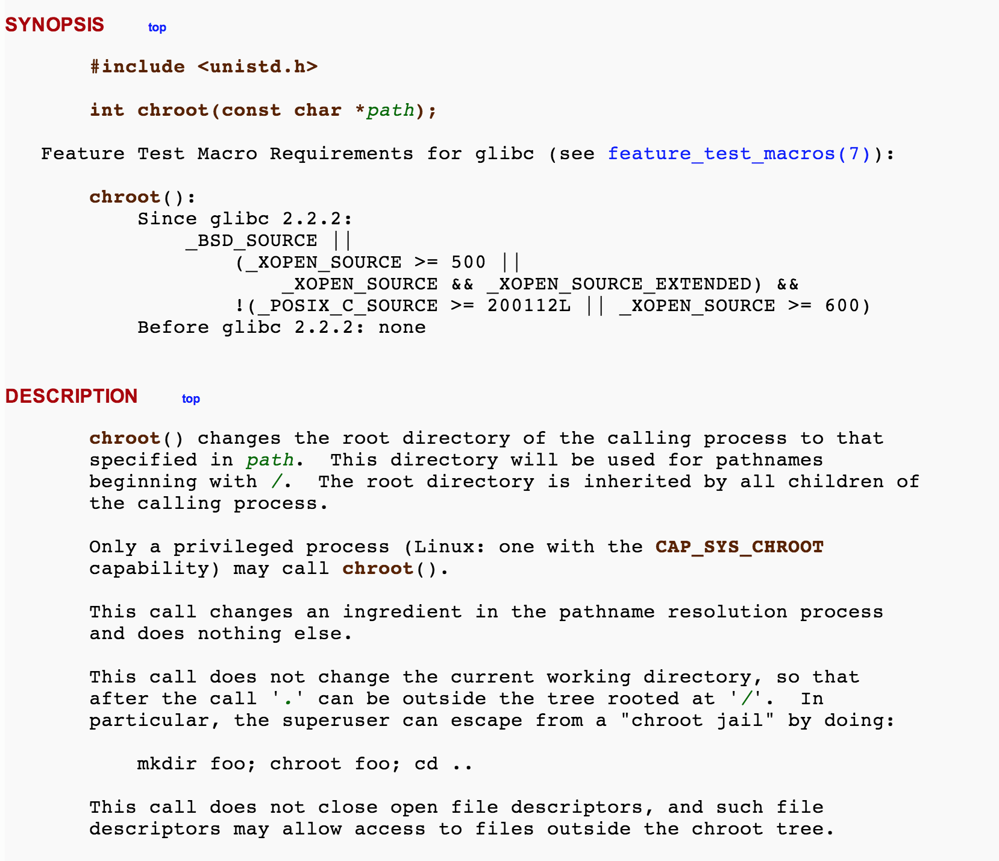 SYNOPSIS top
#include <unistd.h>
int chroot(const char *path);
Feature Test Macro Requirements for glibc (see feature_test_macros(7)):
chroot():
Since glibc 2.2.2:
_BSD_SOURCE ||
(_XOPEN_SOURCE >= 500 ||
_XOPEN_SOURCE && _XOPEN_SOURCE_EXTENDED) &&
!(_POSIX_C_SOURCE >= 200112L || _XOPEN_SOURCE >= 600)
Before glibc 2.2.2: none
DESCRIPTION top
chroot() changes the root directory of the calling process to that
specified in path.  This directory will be used for pathnames
beginning with /.  The root directory is inherited by all children of
the calling process.
Only a privileged process (Linux: one with the CAP_SYS_CHROOT
capability) may call chroot().
This call changes an ingredient in the pathname resolution process
and does nothing else.
This call does not change the current working directory, so that
after the call '.' can be outside the tree rooted at '/'.  In
particular, the superuser can escape from a "chroot jail" by doing:
mkdir foo; chroot foo; cd ..
This call does not close open file descriptors, and such file
descriptors may allow access to files outside the chroot tree.